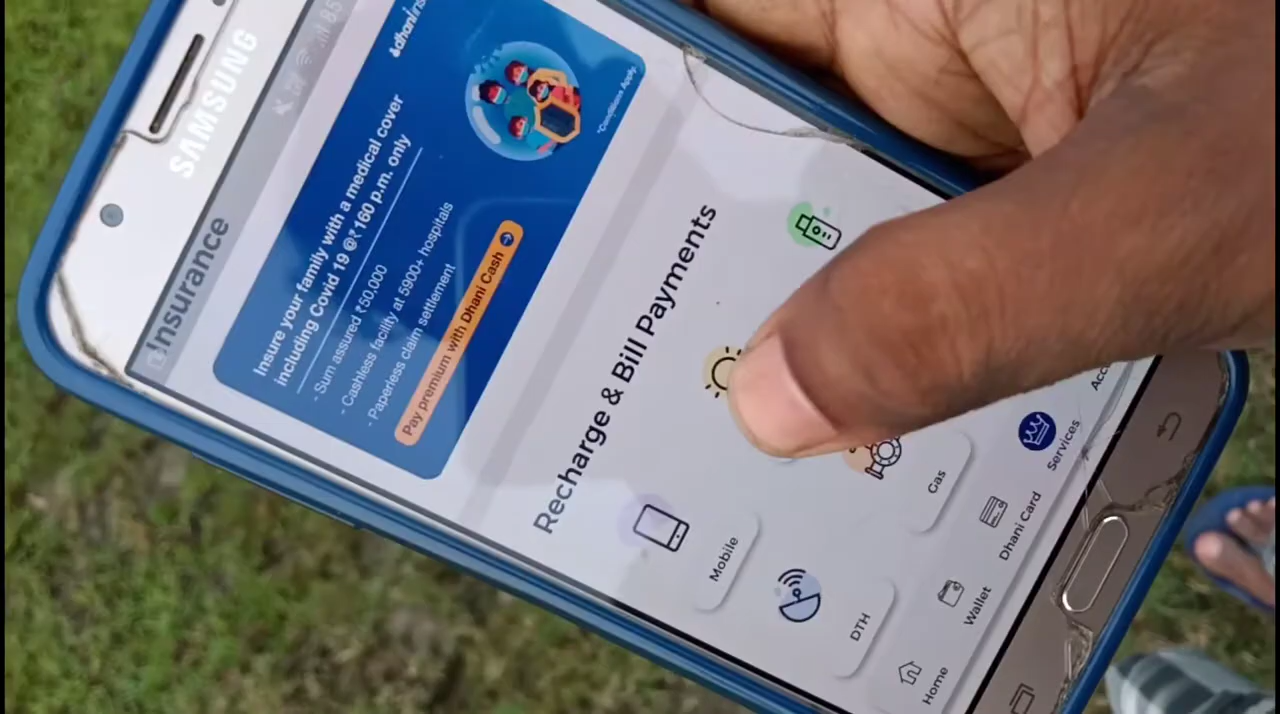 SAMSUNG
Insurance
Insure your family with a medical cover
including Covid 19 @₹160 p.m. only
- Sum assured ₹50,000
- Cashless facility at 5900+ hospitals
- Paperless claim settlement
Pay premium with Dhani Cash
*Conditions Apply
Recharge & Bill Payments
Mobile
DTH
Gas
Home
Wallet
Dhani Card
Services